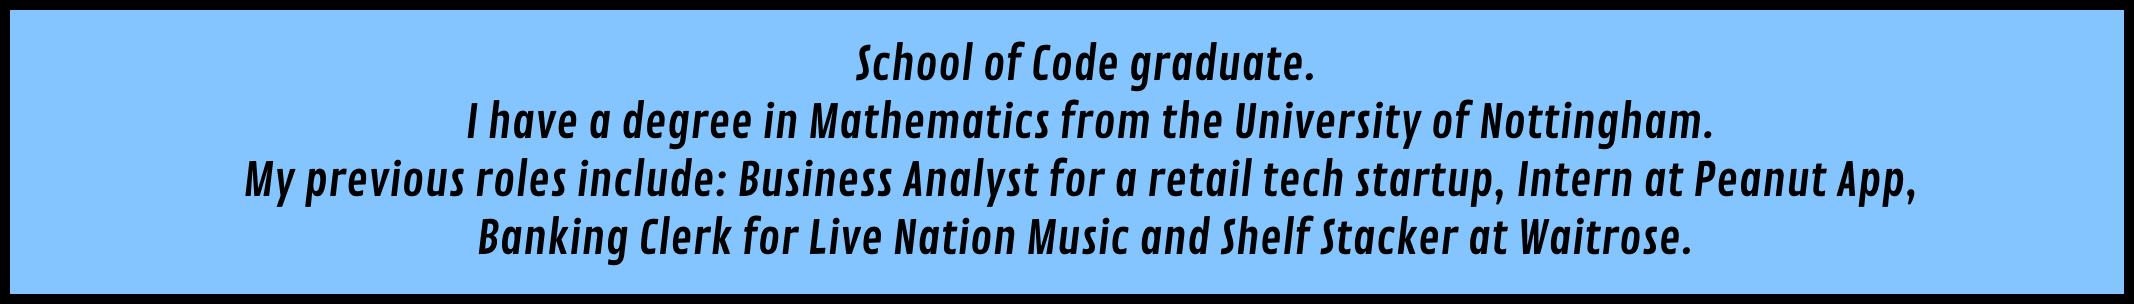 School of Code graduate.
I have a degree in Mathematics from the University of Nottingham.
My previous roles include: Business Analyst for a retail tech startup, Intern at Peanut App,
Banking Clerk for Live Nation Music and Shelf Stacker at Waitrose.